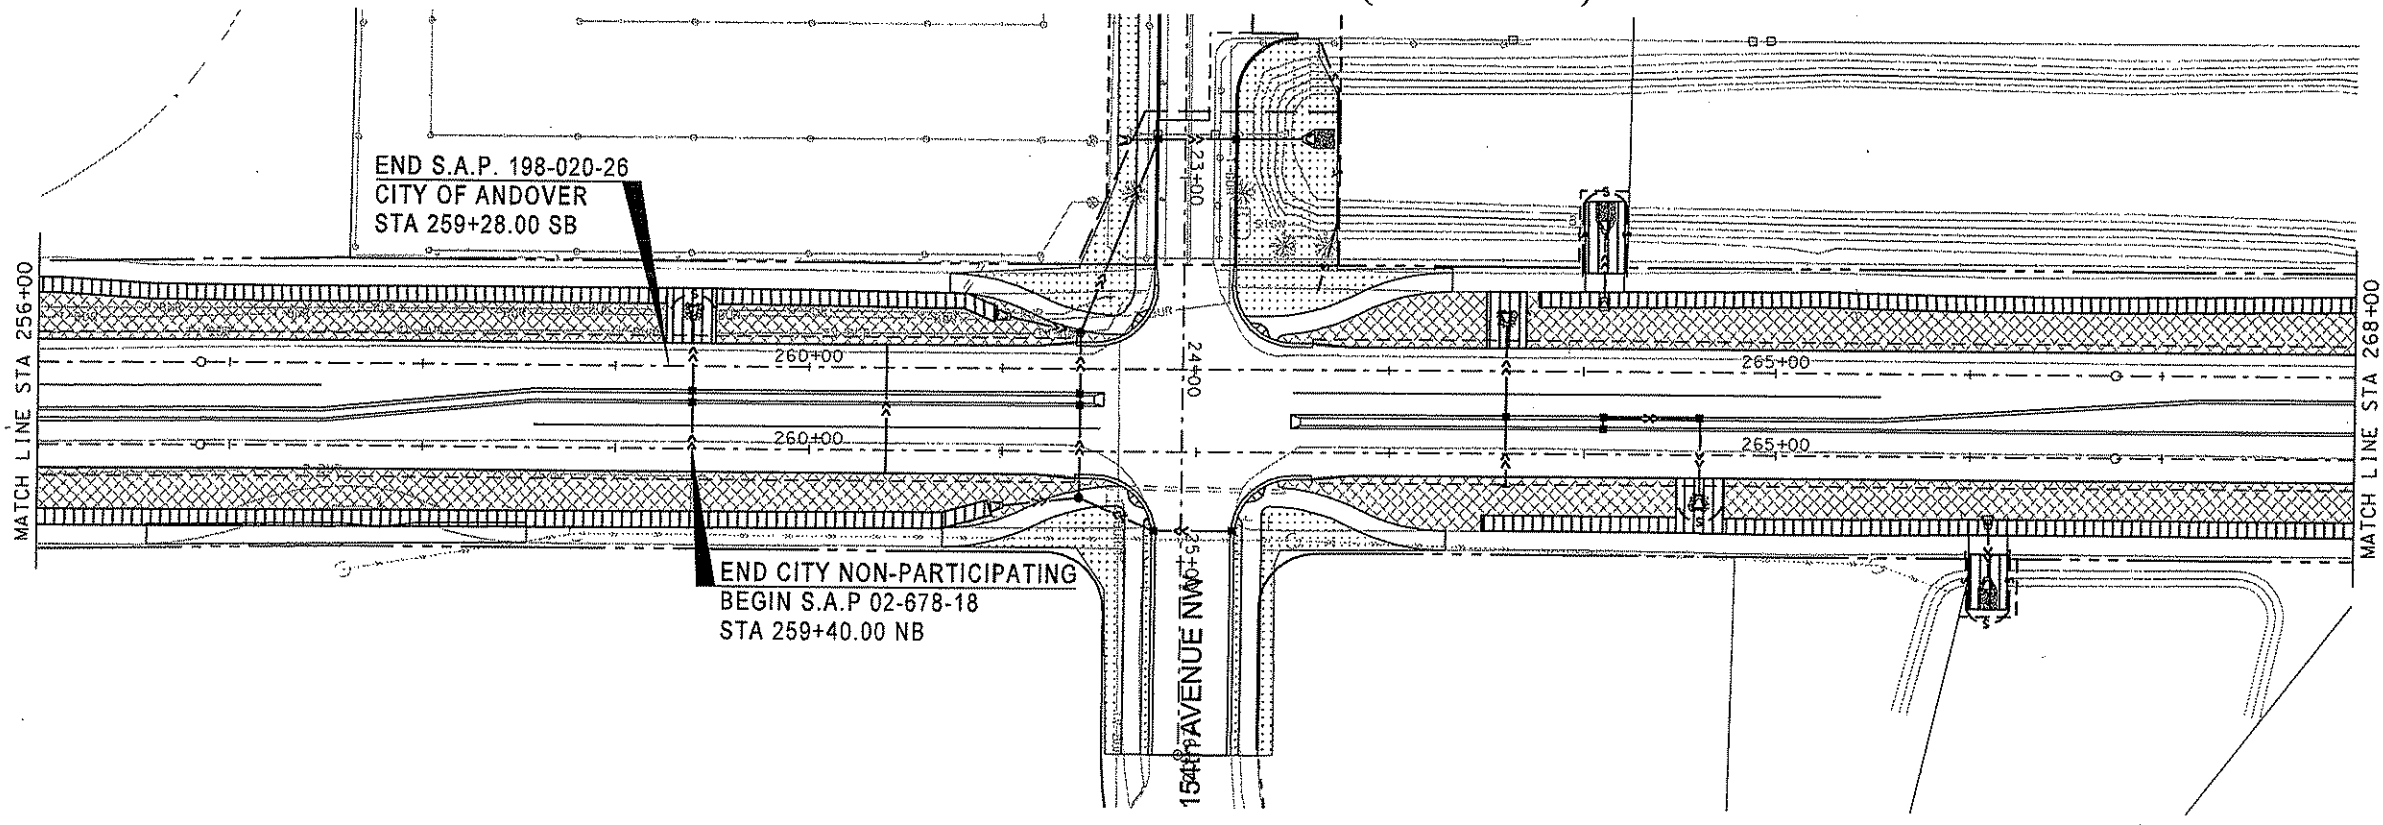 END S.A.P. 198-020-26
CITY OF ANDOVER
STA 259+28.00 SB
23+00
MATCH LINE STA 256+00
MATCH LINE STA 268+00
260+00
24+00
265+00
260+00
265+00
25+00
END CITY NON-PARTICIPATING
BEGIN S.A.P 02-678-18
STA 259+40.00 NB
AVENUE NW
S
S
S
S